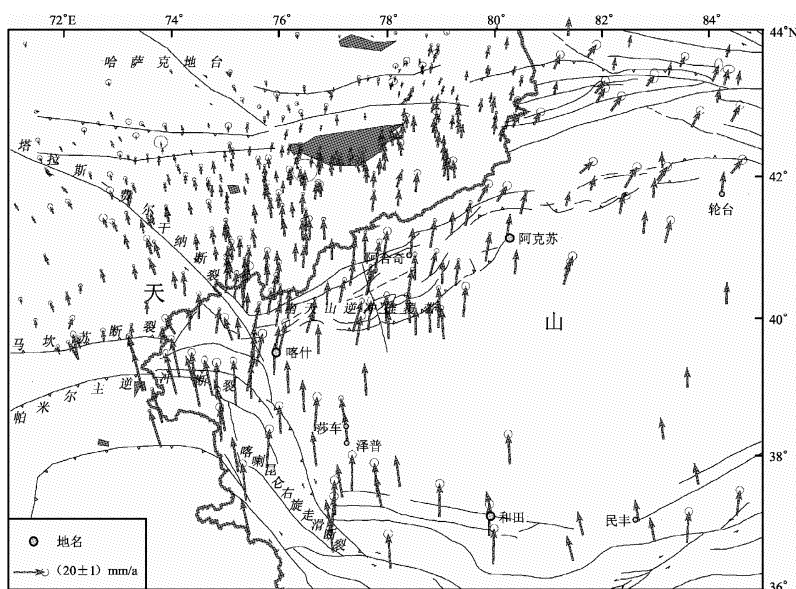 72° 74° 76° 78° 80° 82° 84° 44°N
哈萨克地台
塔拉斯费尔干纳断裂
42°
轮台
阿合奇
阿克苏
天
山
40°
马坎苏断裂
喀什
帕米尔主逆冲断裂
莎车
泽普
38°
喀喇昆仑右旋走滑断裂
和田
民丰
36°
地名
(20±1) mm/a